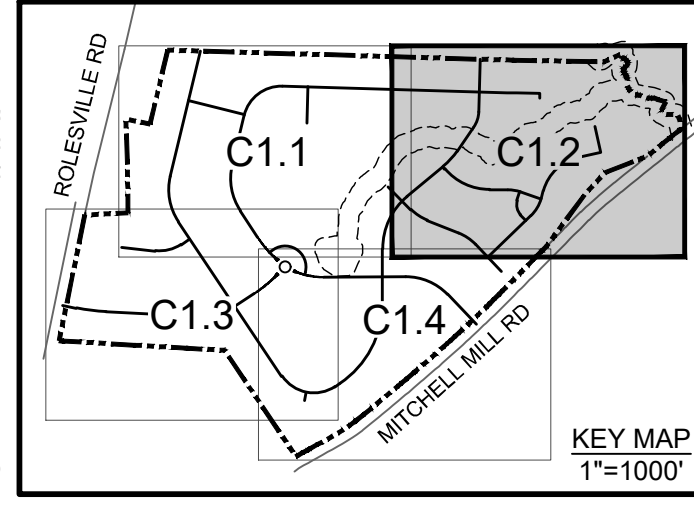 ROLESVILLE RD
C1.1
C1.2
C1.3
C1.4
MITCHELL MILL RD
KEY MAP
1"=1000'